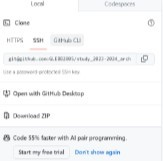 Local
Codespaces
Clone
HTTPS
SSH
GitHub CLI
Use a password protected SSH key.
Open with GitHub Desktop
Download ZIP
Code 55% faster with AI pair programming.
Start my free trial
Don't show again